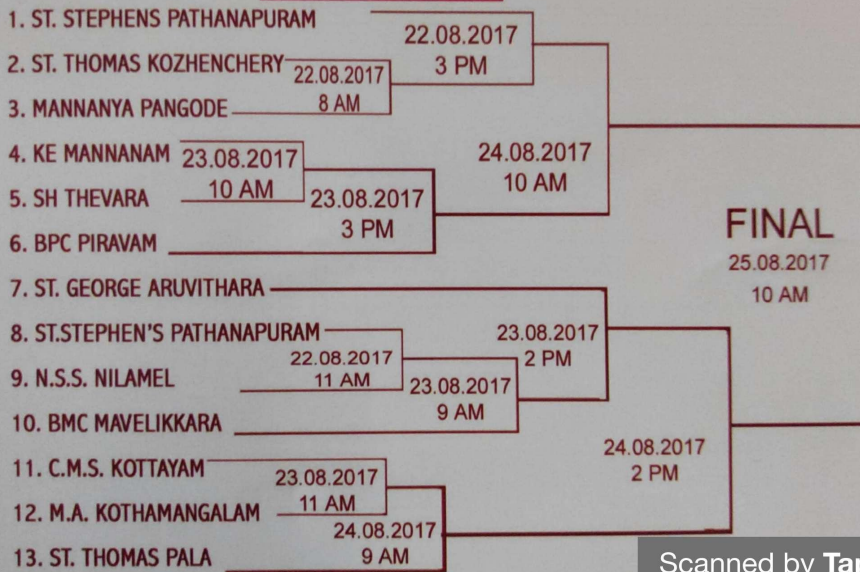 1. ST. STEPHENS PATHANAPURAM
22.08.2017
3 PM
2. ST. THOMAS KOZHENCHERY
22.08.2017
8 AM
3. MANNANYA PANGODE
4. KE MANNANAM
23.08.2017
10 AM
24.08.2017
10 AM
5. SH THEVARA
23.08.2017
3 PM
6. BPC PIRAVAM
FINAL
25.08.2017
10 AM
7. ST. GEORGE ARUVITHARA
8. ST.STEPHEN'S PATHANAPURAM
23.08.2017
2 PM
22.08.2017
11 AM
9. N.S.S. NILAMEL
23.08.2017
9 AM
10. BMC MAVELIKKARA
24.08.2017
2 PM
11. C.M.S. KOTTAYAM
23.08.2017
11 AM
12. M.A. KOTHAMANGALAM
24.08.2017
9 AM
13. ST. THOMAS PALA
Scanned by